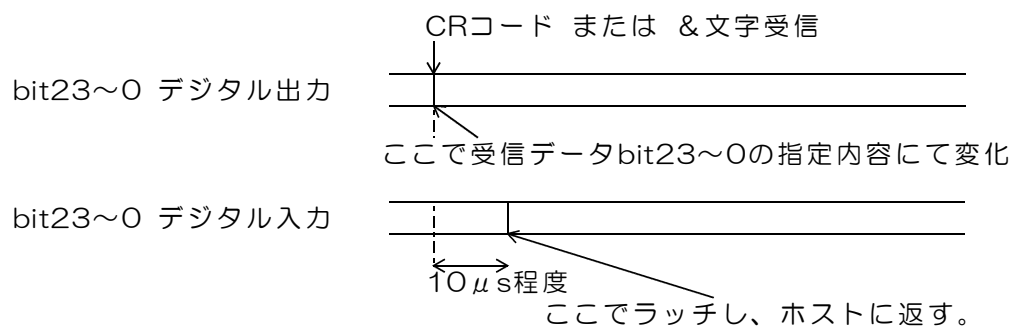 CRコード または &文字受信
bit23～0 デジタル出力
ここで受信データbit23～0の指定内容にて変化
bit23～0 デジタル入力
10μs程度
ここでラッチし、ホストに返す。